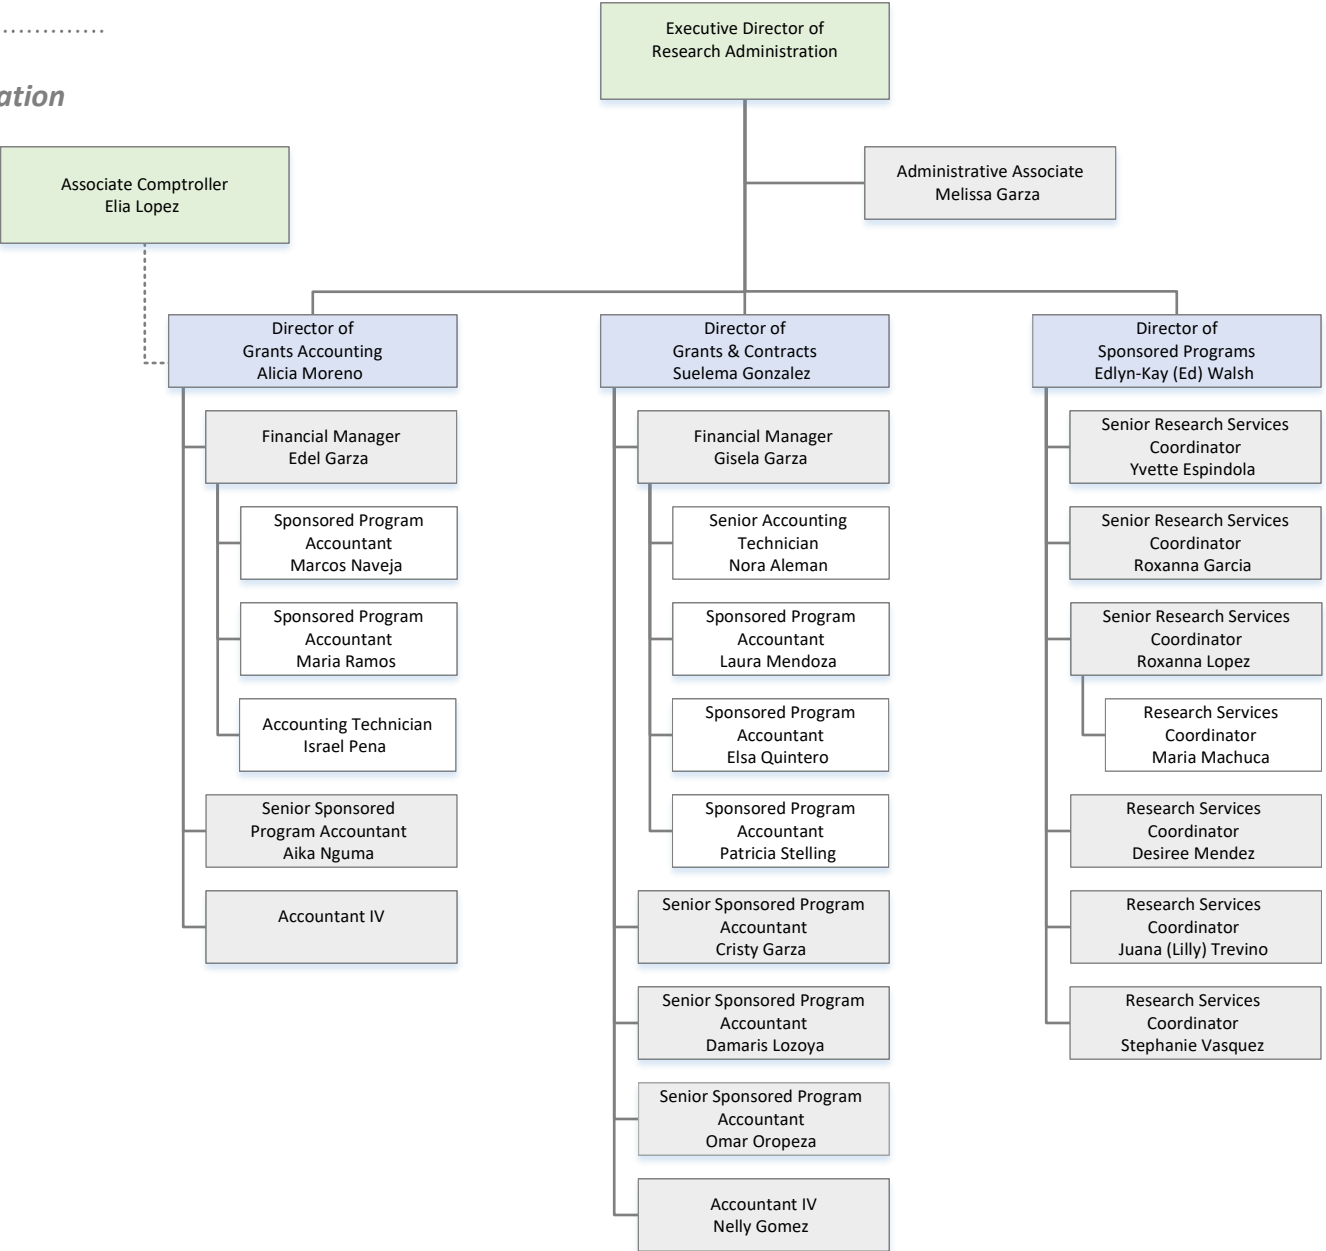 .............
ation
Executive Director of
Research Administration
Administrative Associate
Melissa Garza
Associate Comptroller
Elia Lopez
Director of
Grants Accounting
Alicia Moreno
Financial Manager
Edel Garza
Sponsored Program
Accountant
Marcos Naveja
Sponsored Program
Accountant
Maria Ramos
Accounting Technician
Israel Pena
Senior Sponsored
Program Accountant
Aika Nguma
Accountant IV
Director of
Grants & Contracts
Suelema Gonzalez
Financial Manager
Gisela Garza
Senior Accounting
Technician
Nora Aleman
Sponsored Program
Accountant
Laura Mendoza
Sponsored Program
Accountant
Elsa Quintero
Sponsored Program
Accountant
Patricia Stelling
Senior Sponsored Program
Accountant
Cristy Garza
Senior Sponsored Program
Accountant
Damaris Lozoya
Senior Sponsored Program
Accountant
Omar Oropeza
Accountant IV
Nelly Gomez
Director of
Sponsored Programs
Edlyn-Kay (Ed) Walsh
Senior Research Services
Coordinator
Yvette Espindola
Senior Research Services
Coordinator
Roxanna Garcia
Senior Research Services
Coordinator
Roxanna Lopez
Research Services
Coordinator
Maria Machuca
Research Services
Coordinator
Desiree Mendez
Research Services
Coordinator
Juana (Lilly) Trevino
Research Services
Coordinator
Stephanie Vasquez